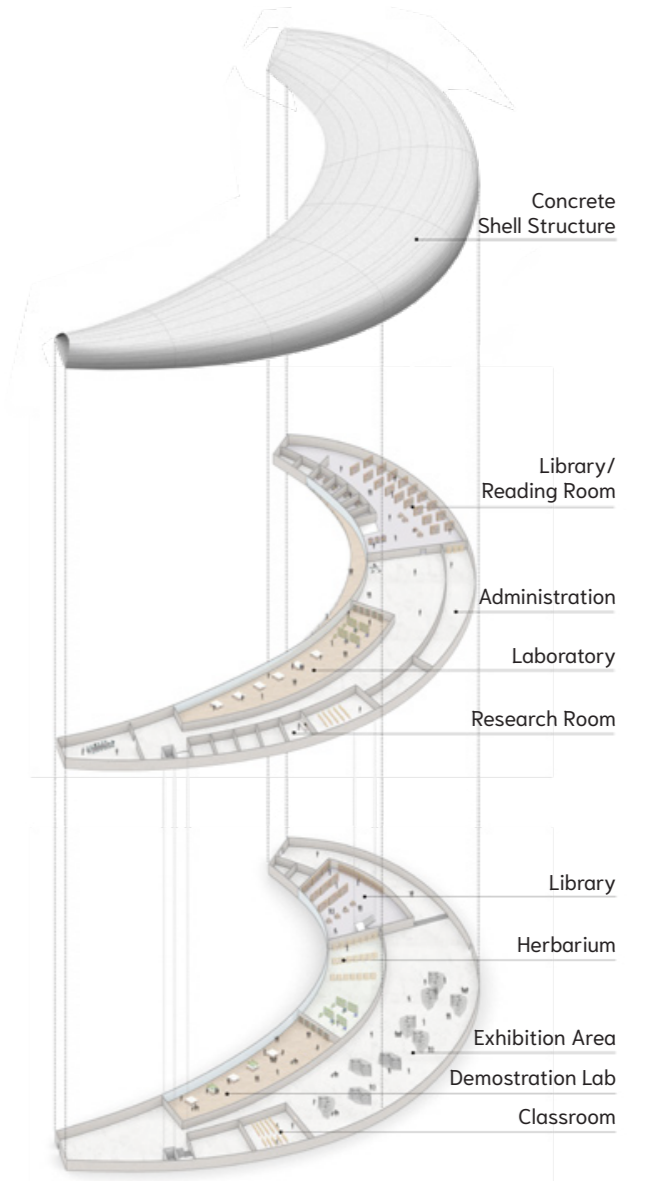 Concrete
Shell Structure
Library/
Reading Room
Administration
Laboratory
Research Room
Library
Herbarium
Exhibition Area
Demostration Lab
Classroom